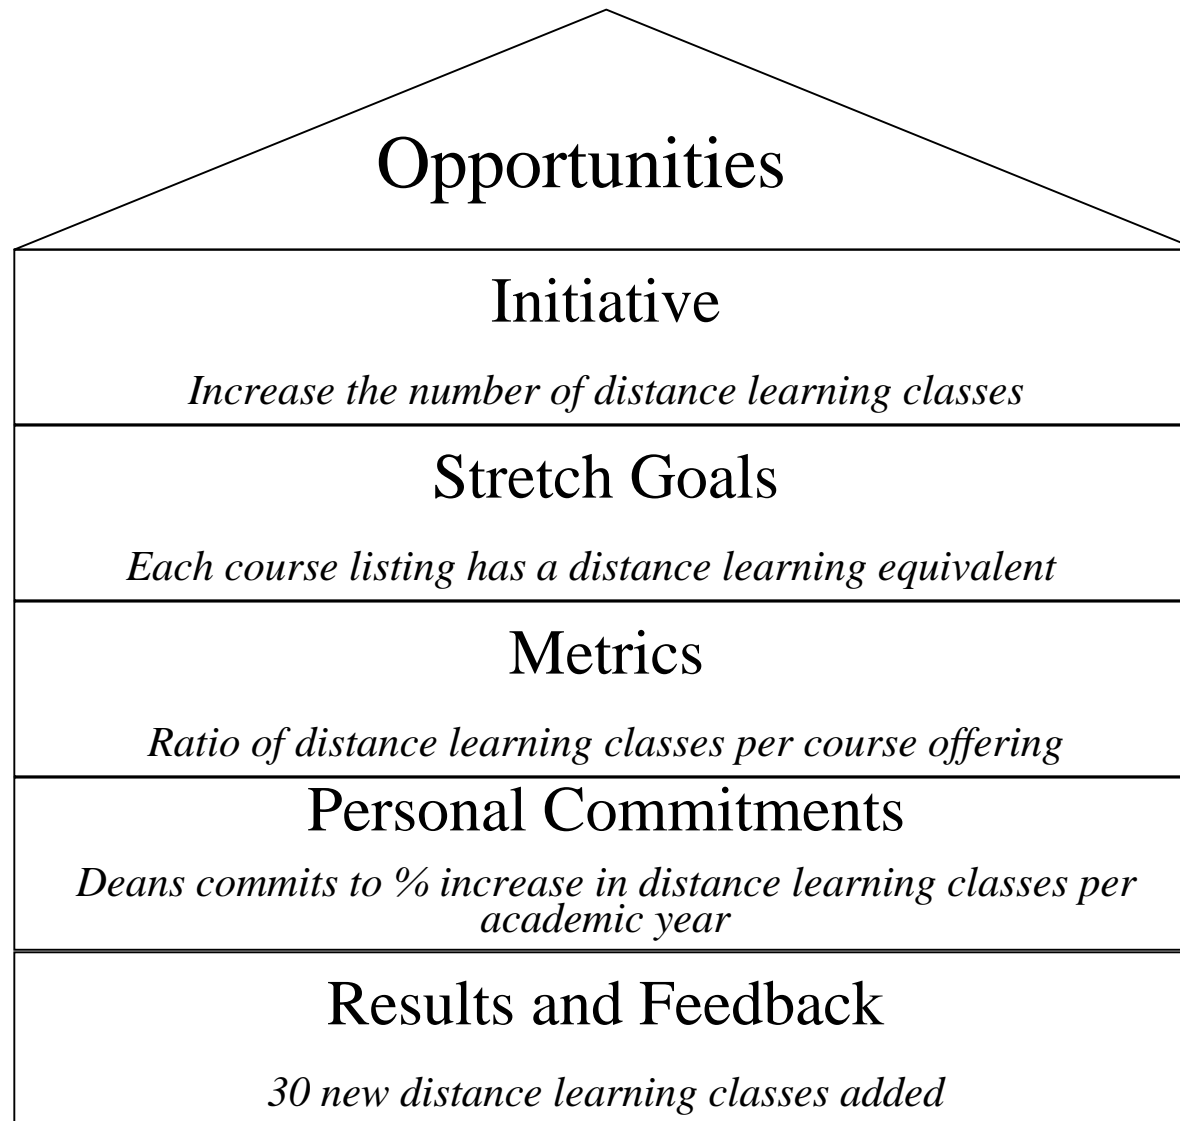 Opportunities
Initiative
Increase the number of distance learning classes
Stretch Goals
Each course listing has a distance learning equivalent
Metrics
Ratio of distance learning classes per course offering
Personal Commitments
Deans commits to % increase in distance learning classes per
academic year
Results and Feedback
30 new distance learning classes added